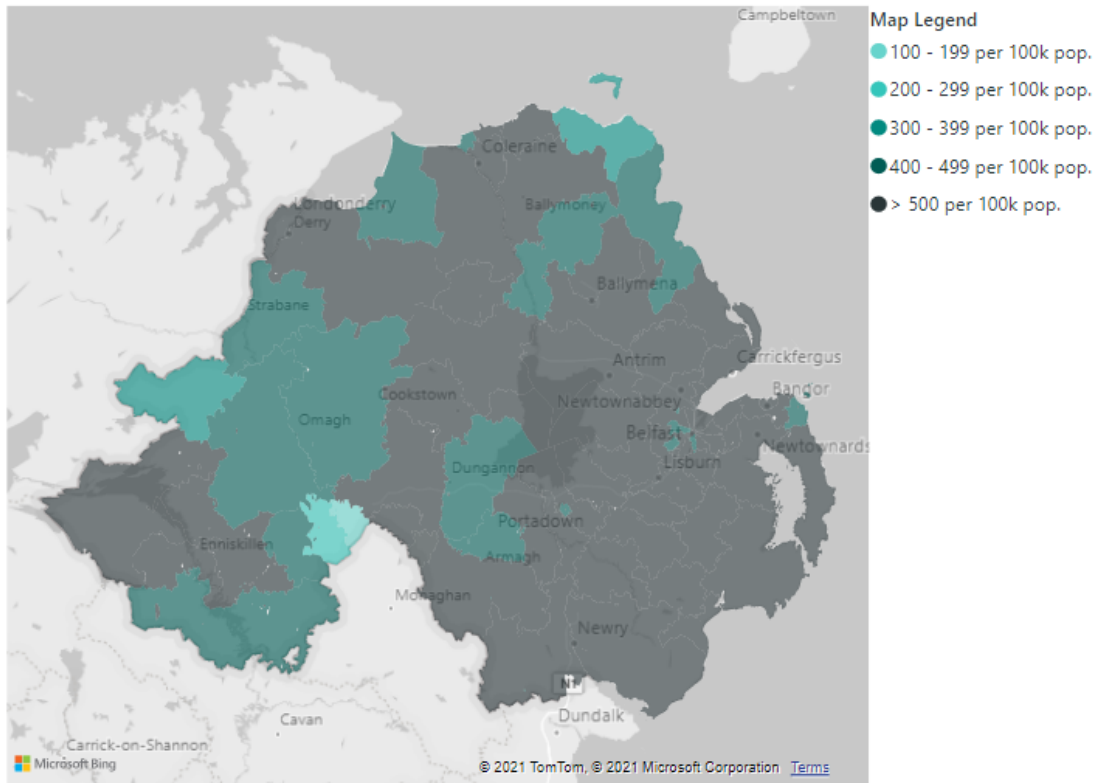 Campbeltown
Map Legend
100 - 199 per 100k pop.
200 - 299 per 100k pop.
300 - 399 per 100k pop.
400 - 499 per 100k pop.
> 500 per 100k pop.
Coleraine
Londonderry
Derry
Ballymoney
Ballymena
Strabane
Antrim
Carrickfergus
Cookstown
Bangor
Newtownabbey
Omagh
Belfast
Newtownards
Dungannon
Lisburn
Portadown
Enniskillen
Armagh
Monaghan
Newry
N1
Dundalk
Cavan
Carrick-on-Shannon
Microsoft Bing
© 2021 TomTom, © 2021 Microsoft Corporation Terms